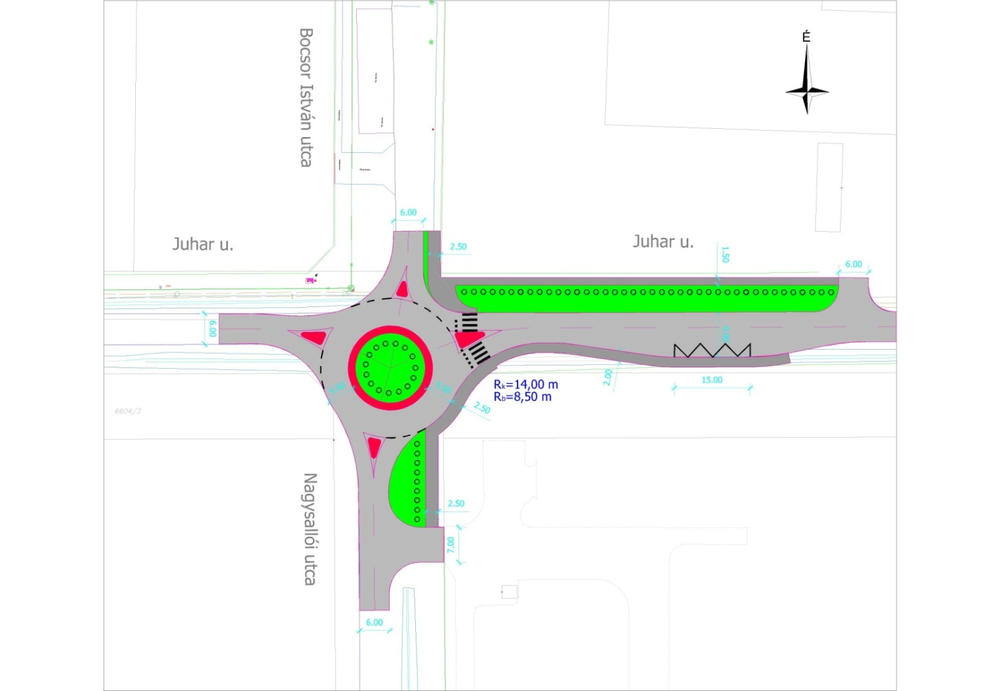 É
Bocsor István utca
6.00
Juhar u.
Juhar u.
2.50
1.50
6.00
6.00
2.00
15.00
Rk=14,00 m
Rb=8,50 m
2.50
6604/3
Nagysallói utca
2.50
7.00
6.00